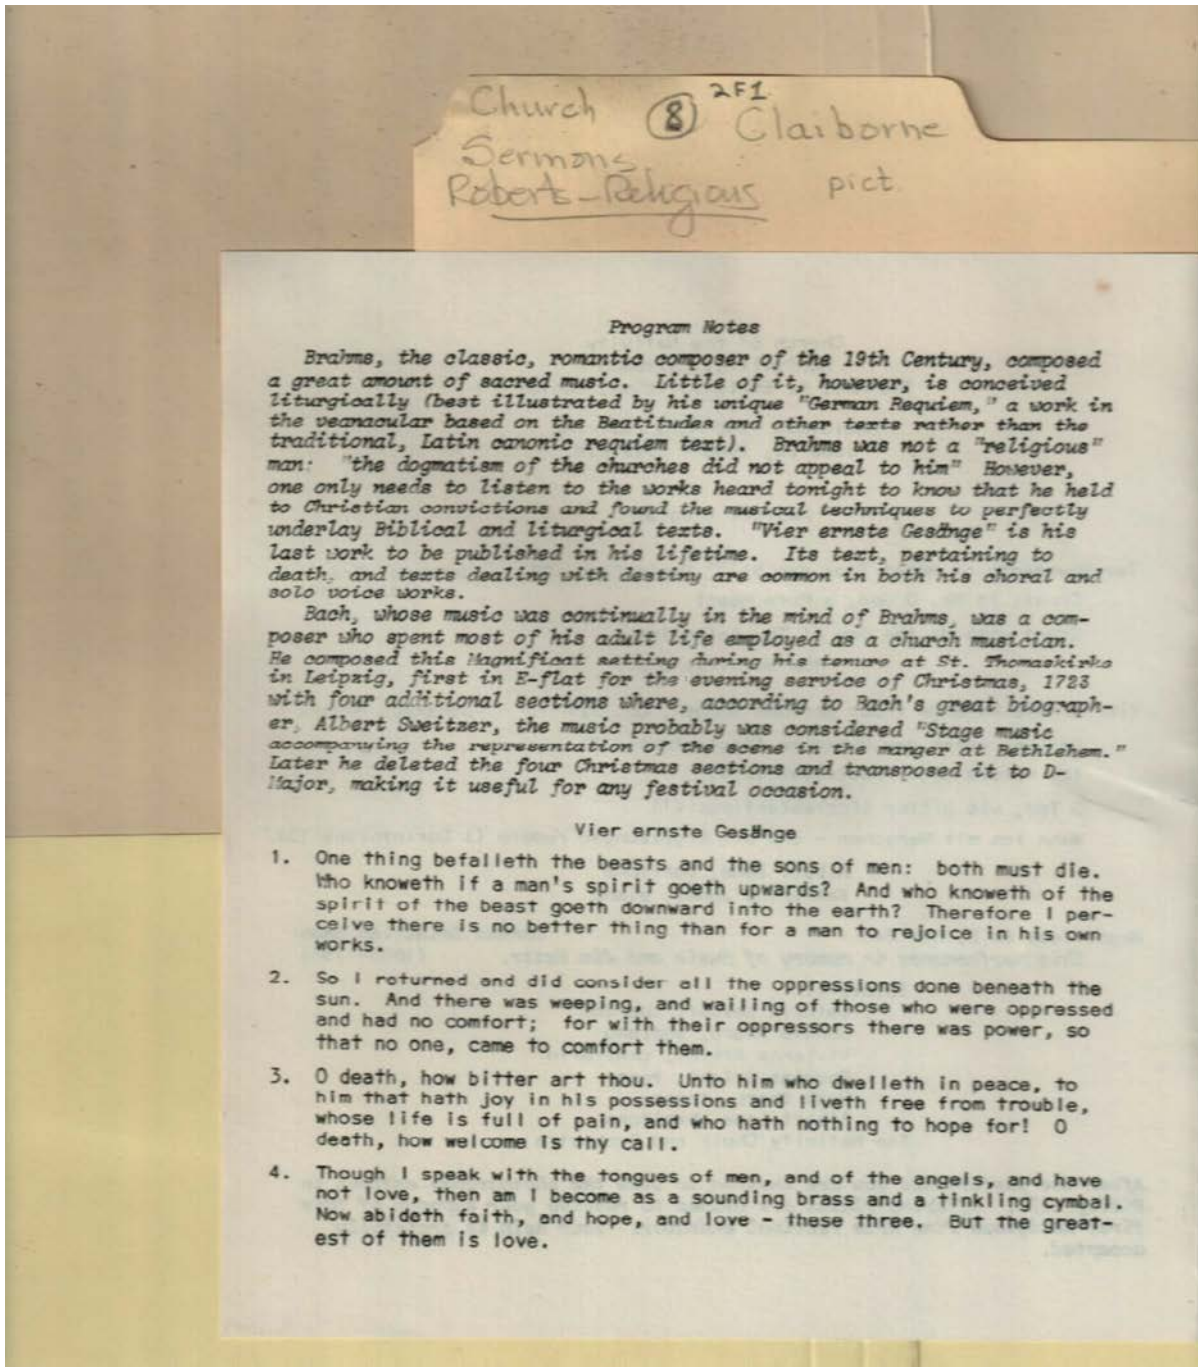 Church 8 2F1 Claiborne
Sermons
Roberts-Religious pict.
Program Notes
Brahms, the classic, romantic composer of the 19th Century, composed
a great amount of sacred music. Little of it, however, is conceived
liturgically (best illustrated by his unique "German Requiem," a work in
the veanacular based on the Beatitudes and other texts rather than the
traditional, Latin canonic requiem text). Brahms was not a "religious"
man: "the dogmatism of the churches did not appeal to him" However,
one only needs to listen to the works heard tonight to know that he held
to Christian convictions and found the musical techniques to perfectly
underlay Biblical and liturgical texts. "Vier ernste Gesänge" is his
last work to be published in his lifetime. Its text, pertaining to
death, and texts dealing with destiny are common in both his choral and
solo voice works.
Bach, whose music was continually in the mind of Brahms, was a com-
poser who spent most of his adult life employed as a church musician.
He composed this Magnificat setting during his tenure at St. Thomaskirke
in Leipzig, first in E-flat for the evening service of Christmas, 1723
with four additional sections where, according to Bach's great biograph-
er, Albert Sweitzer, the music probably was considered "Stage music
accompanying the representation of the scene in the manger at Bethlehem."
Later he deleted the four Christmas sections and transposed it to D-
Major, making it useful for any festival occasion.
Vier ernste Gesänge
1. One thing befalleth the beasts and the sons of men: both must die.
Who knoweth if a man's spirit goeth upwards? And who knoweth of the
spirit of the beast goeth downward into the earth? Therefore I per-
ceive there is no better thing than for a man to rejoice in his own
works.
2. So I returned and did consider all the oppressions done beneath the
sun. And there was weeping, and wailing of those who were oppressed
and had no comfort; for with their oppressors there was power, so
that no one, came to comfort them.
3. O death, how bitter art thou. Unto him who dwelleth in peace, to
him that hath joy in his possessions and liveth free from trouble,
whose life is full of pain, and who hath nothing to hope for! O
death, how welcome is thy call.
4. Though I speak with the tongues of men, and of the angels, and have
not love, then am I become as a sounding brass and a tinkling cymbal.
Now abideth faith, and hope, and love - these three. But the great-
est of them is love.